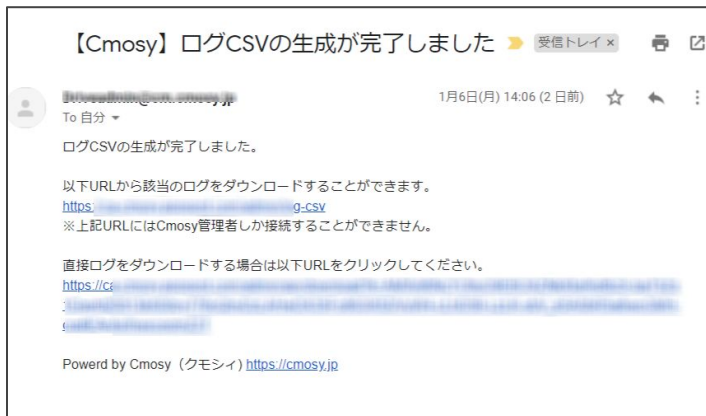 【Cmosy】ログCSVの生成が完了しました 受信トレイ ×
1月6日(月) 14:06 (2 日前)
To 自分
ログCSVの生成が完了しました。
以下URLから該当のログをダウンロードすることができます。
https: g-csv
※上記URLにはCmosy管理者しか接続することができません。
直接ログをダウンロードする場合は以下URLをクリックしてください。
https://c
Powerd by Cmosy（クモシィ) https://cmosy.jp